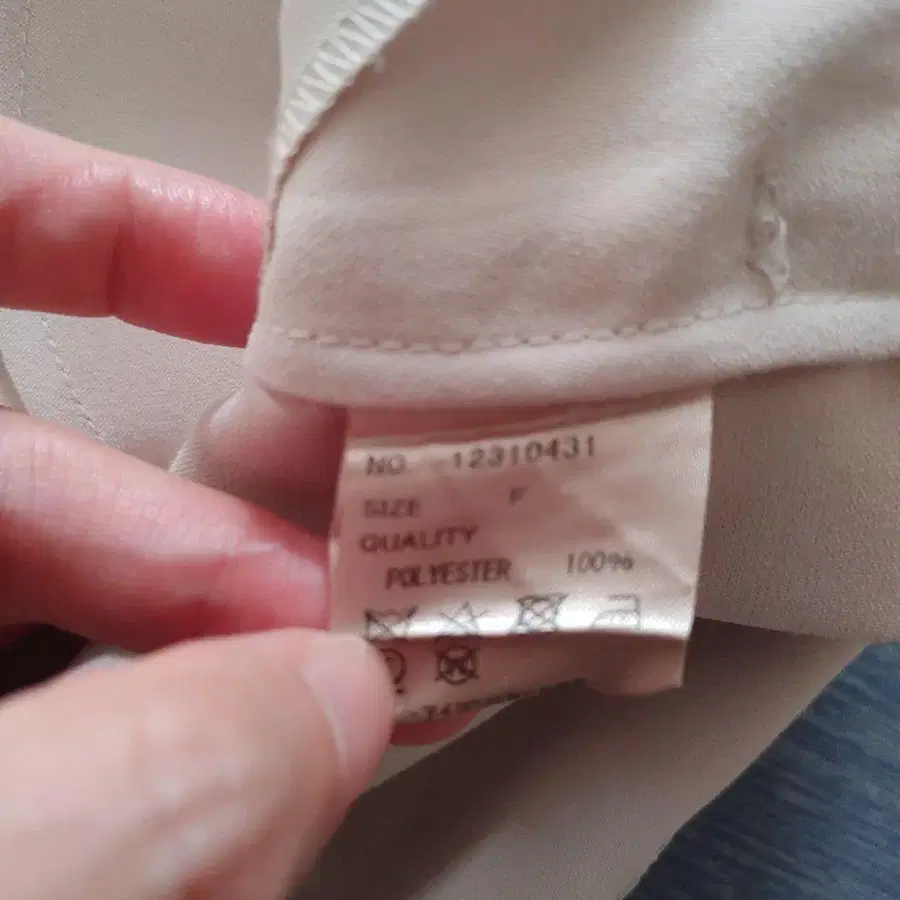 NO. 12310431
SIZE F
QUALITY
POLYESTER 100%